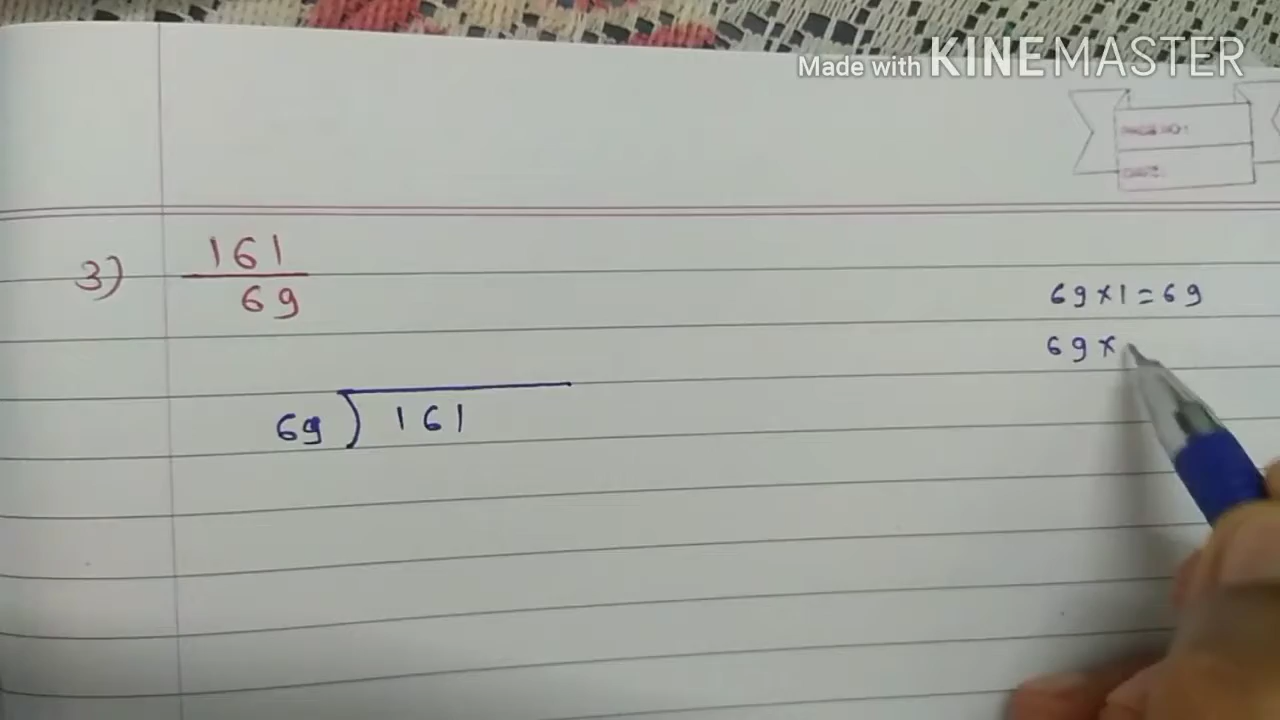 Made with KINEMASTER
3) 161
69
69 × 1 = 69
69 ×
69 ) 161